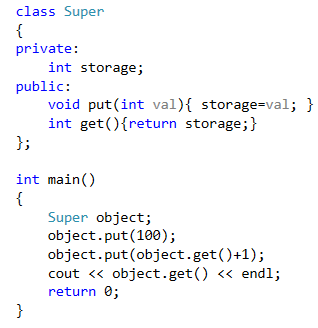 class Super
{
private:
    int storage;
public:
    void put(int val){ storage=val; }
    int get(){return storage;}
};

int main()
{
    Super object;
    object.put(100);
    object.put(object.get()+1);
    cout << object.get() << endl;
    return 0;
}